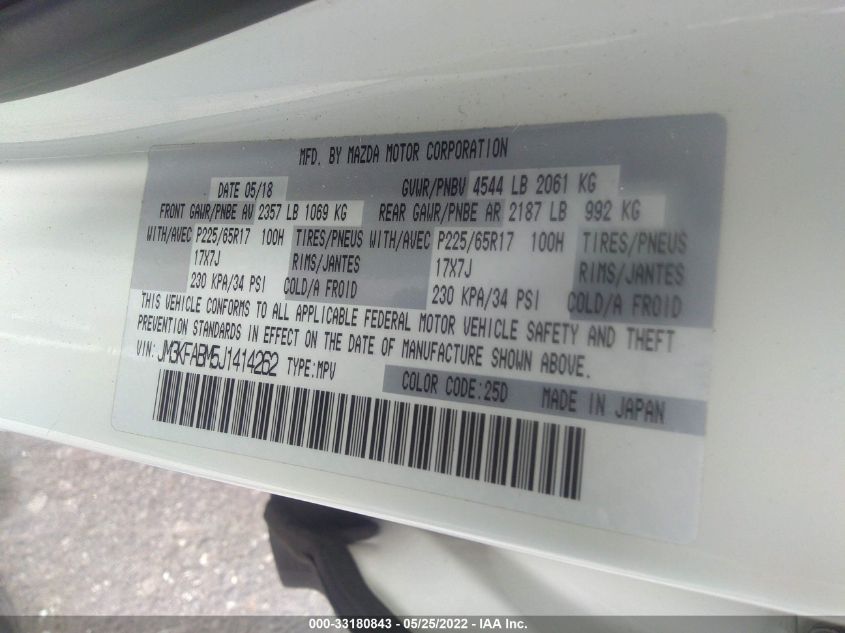 MFD. BY MAZDA MOTOR CORPORATION
DATE 05/18 GVWR/PNBV 4544 LB 2061 KG
FRONT GAWR/PNBE AV 2357 LB 1069 KG REAR GAWR/PNBE AR 2187 LB 992 KG
WITH/AVEC P225/65R17 100H TIRES/PNEUS WITH/AVEC P225/65R17 100H TIRES/PNEUS
17X7J RIMS/JANTES 17X7J RIMS/JANTES
230 KPA/34 PSI COLD/A FROID 230 KPA/34 PSI COLD/A FROID
THIS VEHICLE CONFORMS TO ALL APPLICABLE FEDERAL MOTOR VEHICLE SAFETY AND THEFT
PREVENTION STANDARDS IN EFFECT ON THE DATE OF MANUFACTURE SHOWN ABOVE.
VIN: JM3KFABM5J1414262 TYPE:MPV
COLOR CODE:25D MADE IN JAPAN
000-33180843 - 05/25/2022 - IAA Inc.